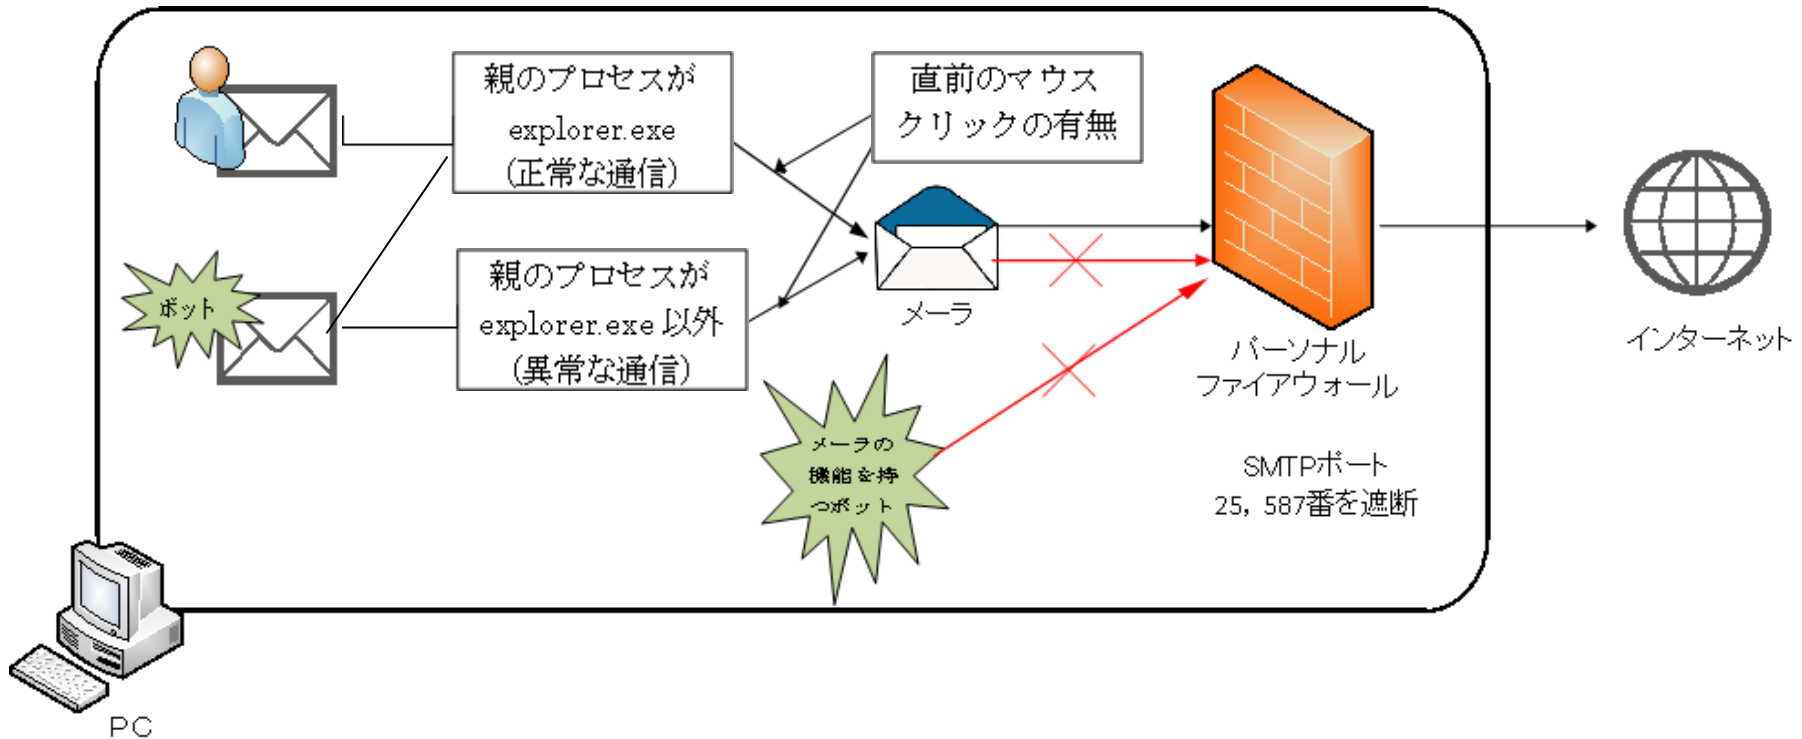 親のプロセスが
explorer.exe
(正常な通信)
直前のマウス
クリックの有無
ボット
親のプロセスが
explorer.exe 以外
(異常な通信)
メーラ
メーラの
機能を持
つボット
パーソナル
ファイアウォール
SMTPポート
25, 587番を遮断
インターネット
PC